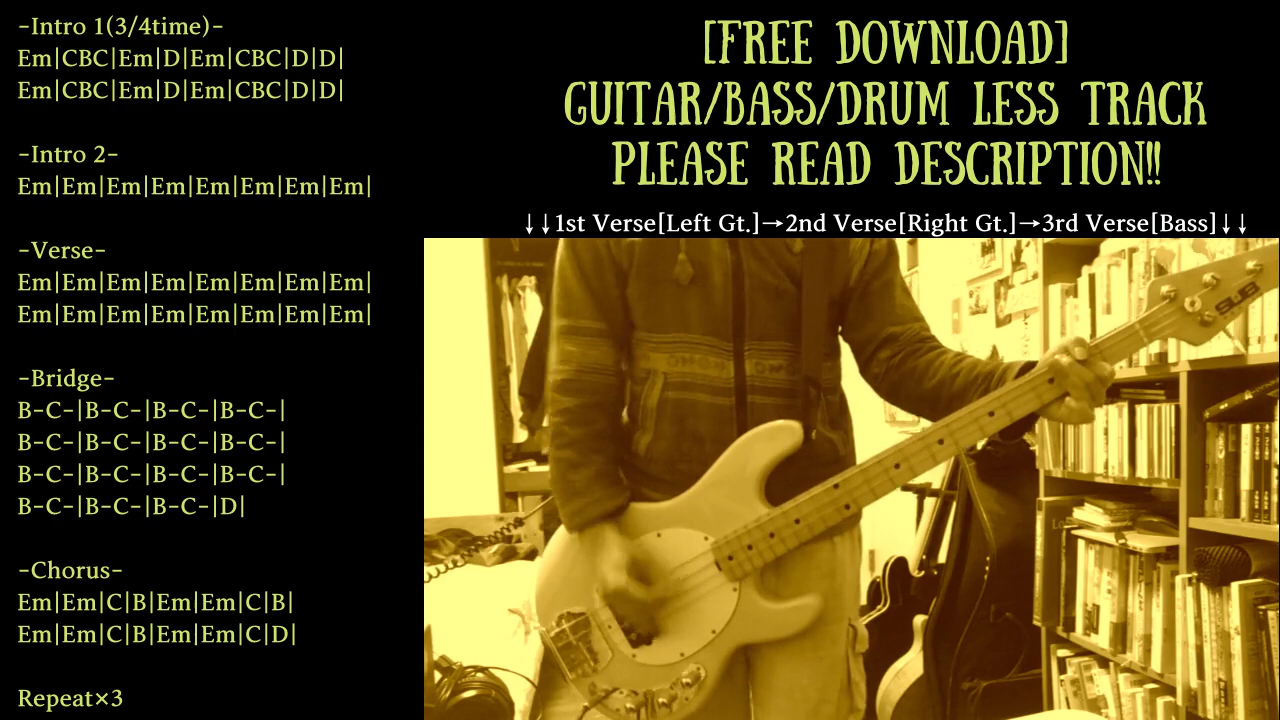 -Intro 1(3/4time)-
Em|CBC|Em|D|Em|CBC|D|D|
Em|CBC|Em|D|Em|CBC|D|D|
-Intro 2-
Em|Em|Em|Em|Em|Em|Em|Em|
-Verse-
Em|Em|Em|Em|Em|Em|Em|Em|
Em|Em|Em|Em|Em|Em|Em|Em|
-Bridge-
B-C-|B-C-|B-C-|B-C-|
B-C-|B-C-|B-C-|B-C-|
B-C-|B-C-|B-C-|B-C-|
B-C-|B-C-|B-C-|D|
-Chorus-
Em|Em|C|B|Em|Em|C|B|
Em|Em|C|B|Em|Em|C|D|
Repeat×3
[FREE DOWNLOAD]
GUITAR/BASS/DRUM LESS TRACK
PLEASE READ DESCRIPTION!!
↓↓1st Verse[Left Gt.]→2nd Verse[Right Gt.]→3rd Verse[Bass]↓↓
SUB